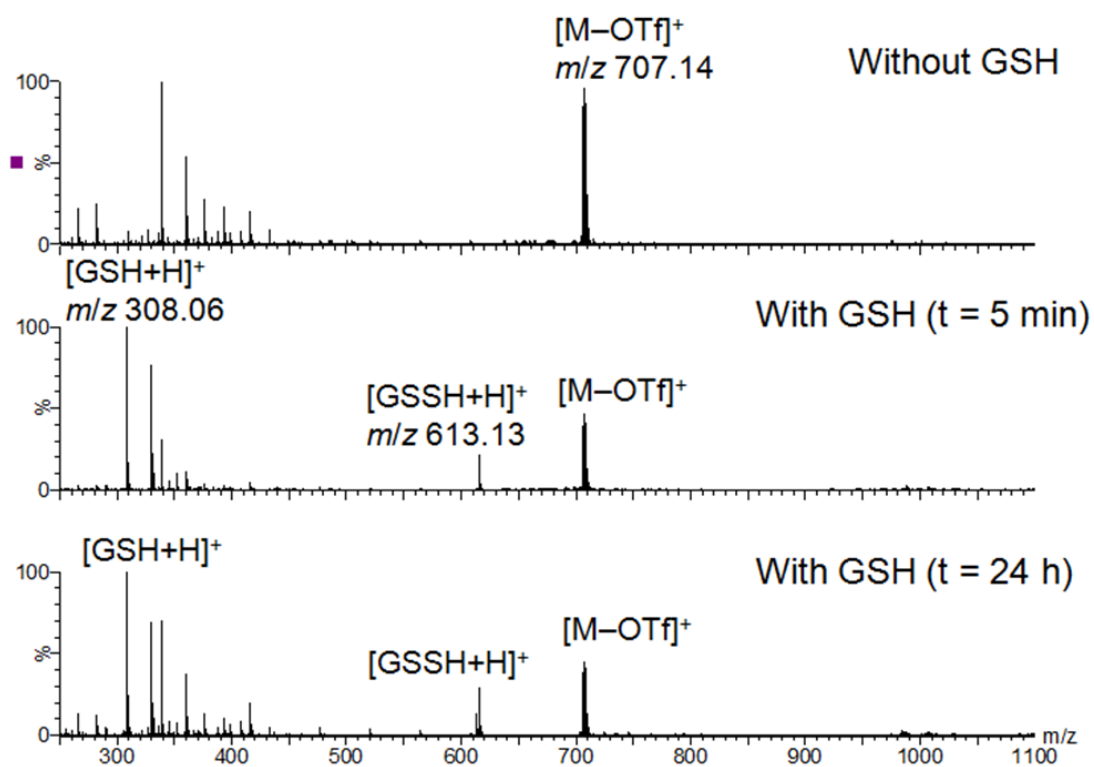 [M–OTf]⁺
m/z 707.14
Without GSH
100
%
0
[GSH+H]⁺
m/z 308.06
With GSH (t = 5 min)
100
[GSSH+H]⁺
m/z 613.13
[M–OTf]⁺
%
0
[GSH+H]⁺
With GSH (t = 24 h)
100
[GSSH+H]⁺
[M–OTf]⁺
%
0
300 400 500 600 700 800 900 1000 1100 m/z